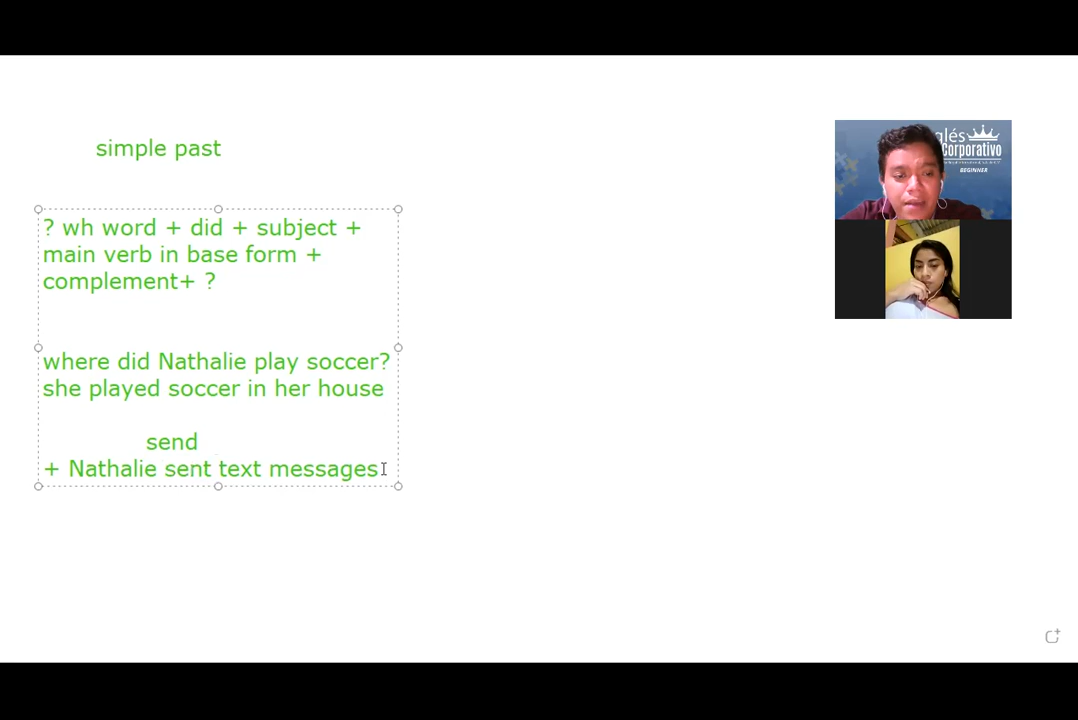 simple past
? wh word + did + subject +
main verb in base form +
complement+ ?
where did Nathalie play soccer?
she played soccer in her house
send
+ Nathalie sent text messages
glés
Corporativo
BEGINNER